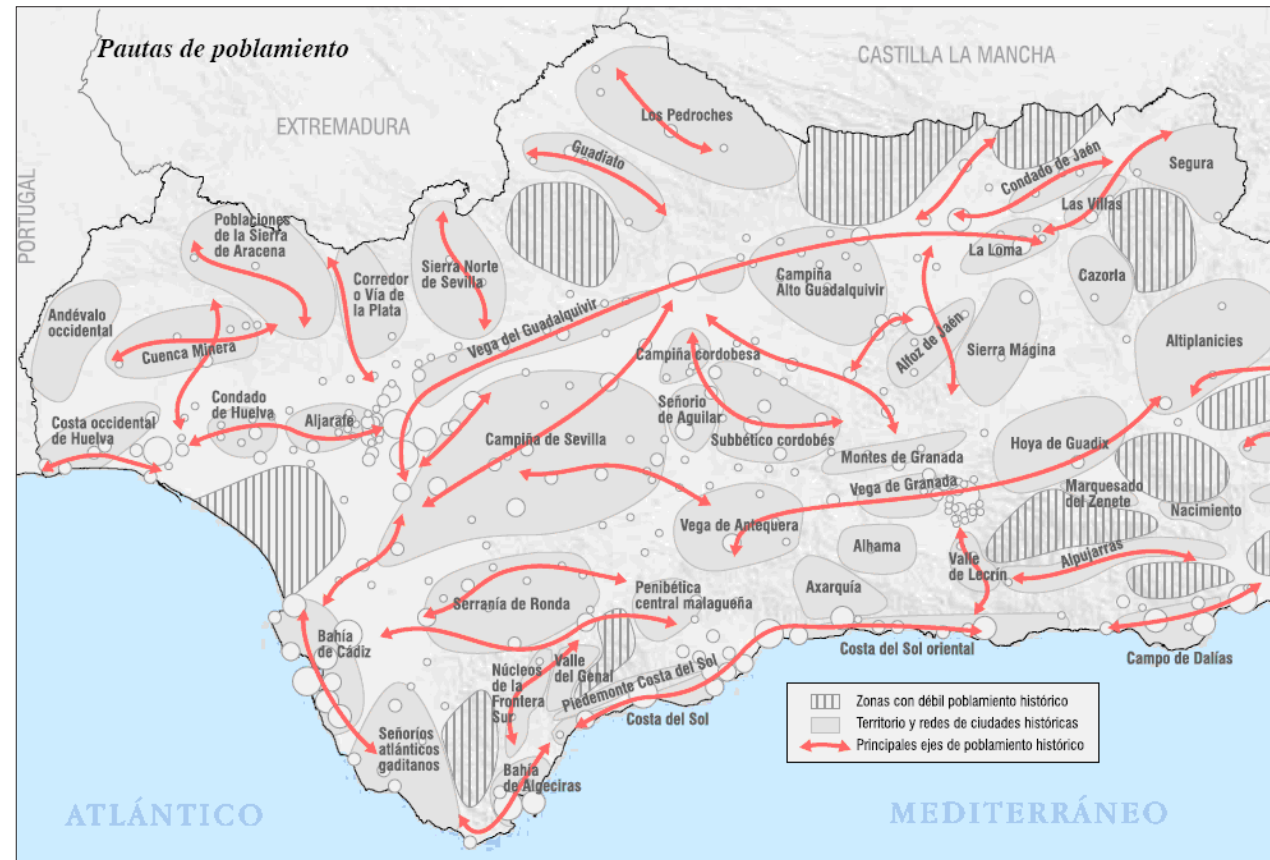 Pautas de poblamiento
CASTILLA LA MANCHA
EXTREMADURA
PORTUGAL
Los Pedroches
Guadiato
Condado de Jaén
Segura
Las Villas
Poblaciones
de la Sierra
de Aracena
Corredor
o Vía de
la Plata
Sierra Norte
de Sevilla
La Loma
Cazorla
Campiña
Alto Guadalquivir
Andévalo
occidental
Cuenca Minera
Vega del Guadalquivir
Campiña cordobesa
Alfoz de Jaén
Sierra Mágina
Altiplanicies
Costa occidental
de Huelva
Condado
de Huelva
Aljarafe
Campiña de Sevilla
Señorio
de Aguilar
Subbético cordobés
Montes de Granada
Hoya de Guadix
Vega de Granada
Marquesado
del Zenete
Nacimiento
Vega de Antequera
Alhama
Valle
de Lecrín
Alpujarras
Axarquía
Serranía de Ronda
Penibética
central malagueña
Bahía
de Cádiz
Núcleos
de la
Frontera
Sur
Valle
del Genal
Piedemonte Costa del Sol
Costa del Sol
Costa del Sol oriental
Campo de Dalías
Señoríos
atlánticos
gaditanos
Bahía
de Algeciras
Zonas con débil poblamiento histórico
Territorio y redes de ciudades históricas
Principales ejes de poblamiento histórico
ATLÁNTICO
MEDITERRÁNEO